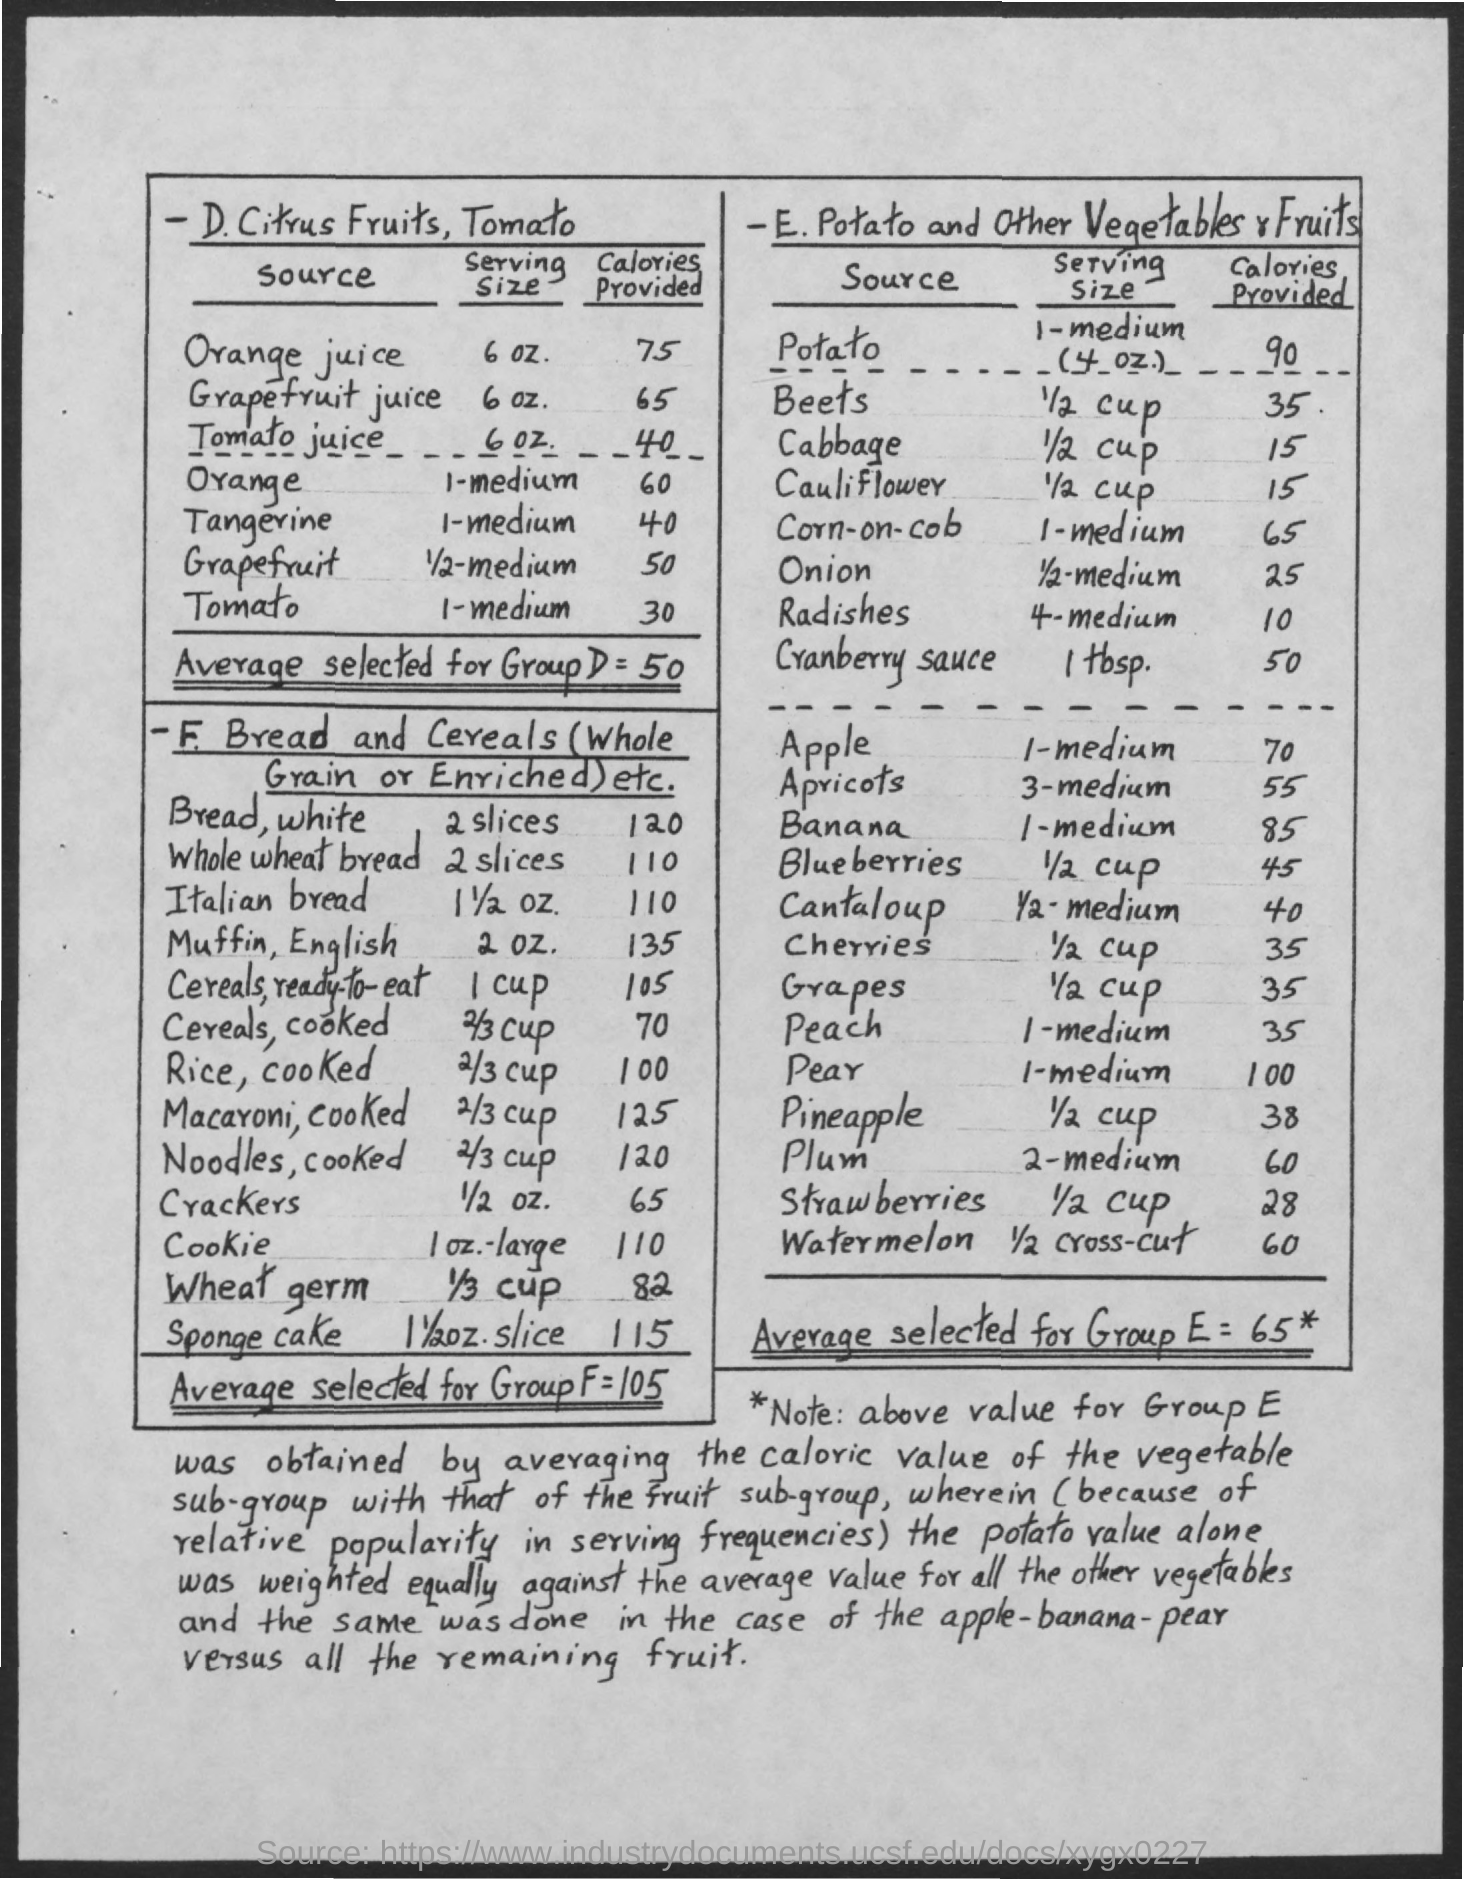 - D. Citrus Fruits, Tomato
Source Serving Size Calories Provided
Orange juice 6 oz. 75
Grapefruit juice 6 oz. 65
Tomato juice 6 oz. 40
Orange 1-medium 60
Tangerine 1-medium 40
Grapefruit 1/2-medium 50
Tomato 1-medium 30
Average selected for Group D = 50
- F. Bread and Cereals (Whole
Grain or Enriched) etc.
Bread, white 2 slices 120
Whole wheat bread 2 slices 110
Italian bread 1 1/2 oz. 110
Muffin, English 2 oz. 135
Cereals, ready-to-eat 1 cup 105
Cereals, cooked 2/3 cup 70
Rice, cooked 2/3 cup 100
Macaroni, cooked 2/3 cup 125
Noodles, cooked 2/3 cup 120
Crackers 1/2 oz. 65
Cookie 1 oz.-large 110
Wheat germ 1/3 cup 82
Sponge cake 1 1/2 oz. slice 115
Average selected for Group F = 105
- E. Potato and Other Vegetables & Fruits
Source Serving Size Calories Provided
Potato 1-medium (4 oz.) 90
Beets 1/2 cup 35
Cabbage 1/2 cup 15
Cauliflower 1/2 cup 15
Corn-on-cob 1-medium 65
Onion 1/2-medium 25
Radishes 4-medium 10
Cranberry sauce 1 tbsp. 50
Apple 1-medium 70
Apricots 3-medium 55
Banana 1-medium 85
Blueberries 1/2 cup 45
Cantaloup 1/2-medium 40
Cherries 1/2 cup 35
Grapes 1/2 cup 35
Peach 1-medium 35
Pear 1-medium 100
Pineapple 1/2 cup 38
Plum 2-medium 60
Strawberries 1/2 cup 28
Watermelon 1/2 cross-cut 60
Average selected for Group E = 65*
*Note: above value for Group E
was obtained by averaging the caloric value of the vegetable
sub-group with that of the fruit sub-group, wherein (because of
relative popularity in serving frequencies) the potato value alone
was weighted equally against the average value for all the other vegetables
and the same was done in the case of the apple-banana-pear
versus all the remaining fruit.
Source: https://www.industrydocuments.ucsf.edu/docs/xygx0227